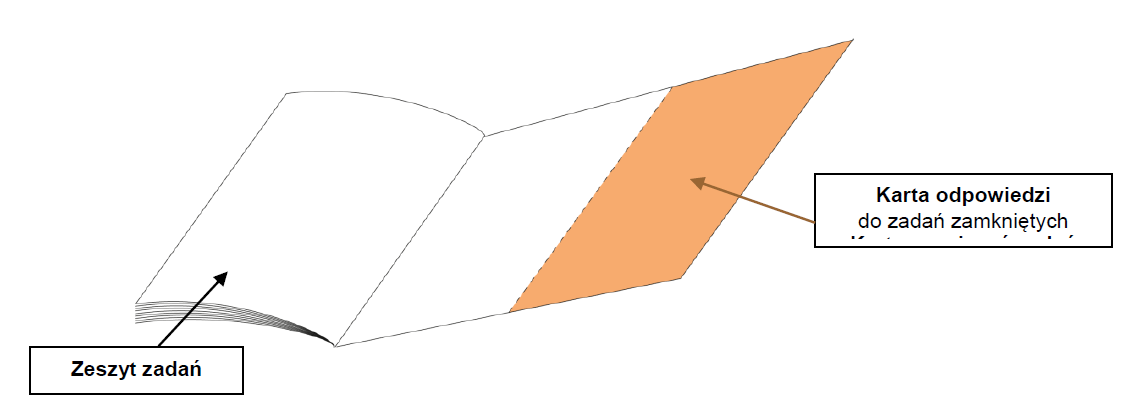 Karta odpowiedzi
do zadań zamkniętych
Zeszyt zadań